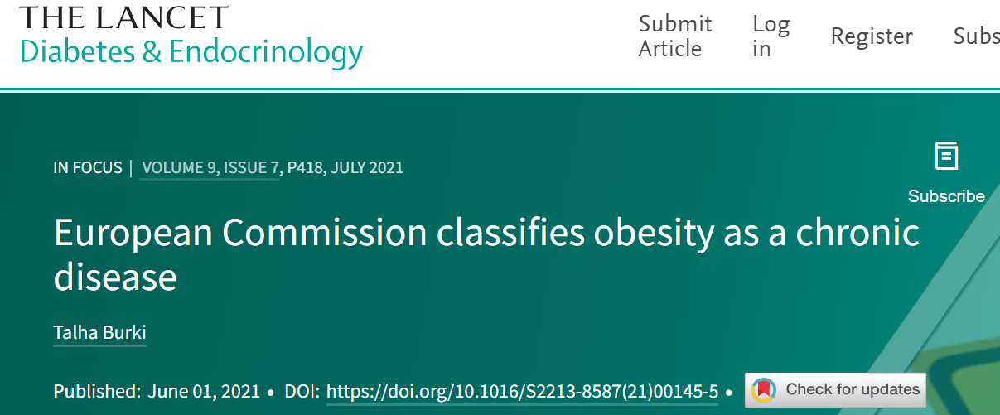 THE LANCET
Diabetes & Endocrinology
Submit
Article
Log
in
Register
Subs
IN FOCUS | VOLUME 9, ISSUE 7, P418, JULY 2021
Subscribe
European Commission classifies obesity as a chronic
disease
Talha Burki
Published: June 01, 2021 • DOI: https://doi.org/10.1016/S2213-8587(21)00145-5 •
Check for updates